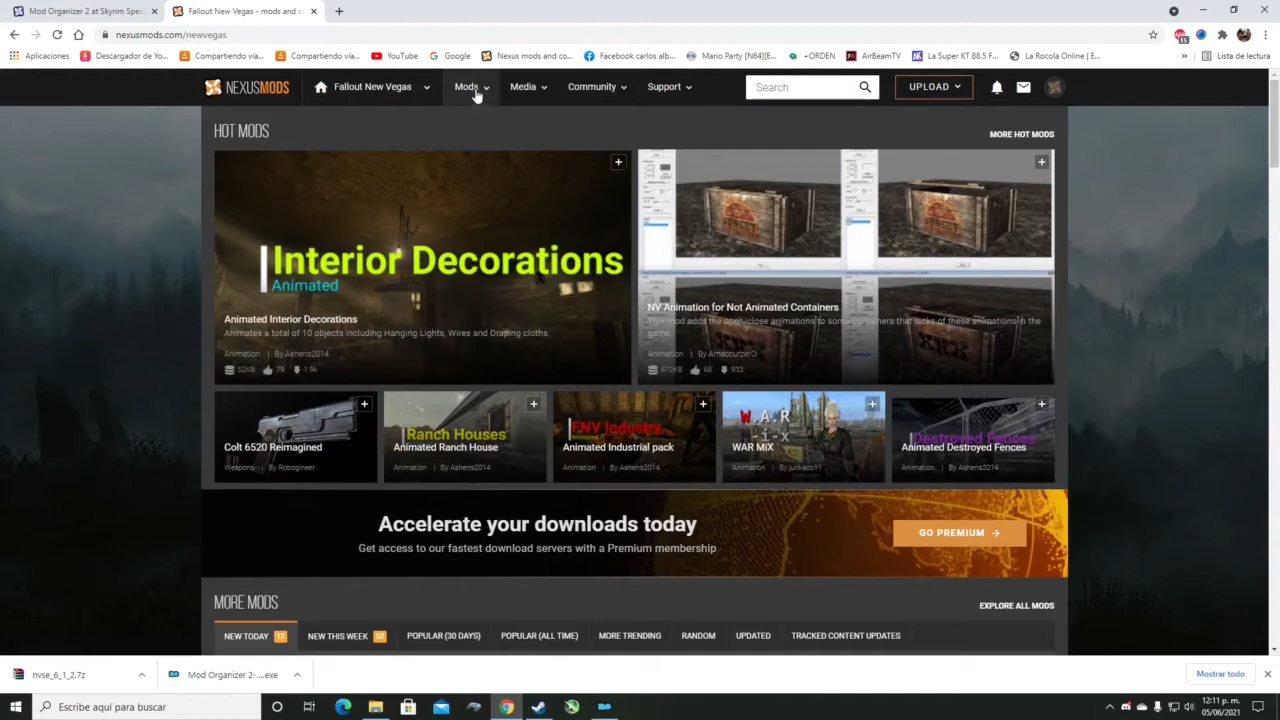 Mod Organizer 2 at Skyrim Spec
Fallout New Vegas - mods and c
nexusmods.com/newvegas
Aplicaciones
Descargador de Yo...
Compartiendo vía...
Compartiendo vía...
YouTube
Google
Nexus mods and co...
Facebook carlos alb...
Mario Party [N64][E...
+ORDEN
AirBeamTV
La Super KT 88.5 F...
La Rocola Online | E...
Lista de lectura
NEXUSMODS
Fallout New Vegas
Mods
Media
Community
Support
Search
UPLOAD
HOT MODS
MORE HOT MODS
Interior Decorations
Animated
Animated Interior Decorations
Animates a total of 10 objects including Hanging Lights, Wires and Draping cloths.
Animation | By Ashens2014
52KB 79 1.9k
NV Animation for Not Animated Containers
This mod adds the open/close animations to some containers that lacks of these animations in the
game.
Animation | By AmaccurzerO
672KB 68 933
Colt 6520 Reimagined
Weapons | By Robogineer
Ranch Houses
Animated Ranch House
Animation | By Ashens2014
FNV Industry
Animated Industrial pack
Animation | By Ashens2014
W.A.R
-i-x
WAR MiX
Animation | By junkacc11
Destroyed Fences
Animated Destroyed Fences
Animation | By Ashens2014
Accelerate your downloads today
Get access to our fastest download servers with a Premium membership
GO PREMIUM
MORE MODS
EXPLORE ALL MODS
NEW TODAY 12
NEW THIS WEEK 53
POPULAR (30 DAYS)
POPULAR (ALL TIME)
MORE TRENDING
RANDOM
UPDATED
TRACKED CONTENT UPDATES
nvse_6_1_2.7z
Mod Organizer 2-....exe
Mostrar todo
Escribe aquí para buscar
12:11 p. m.
05/06/2021